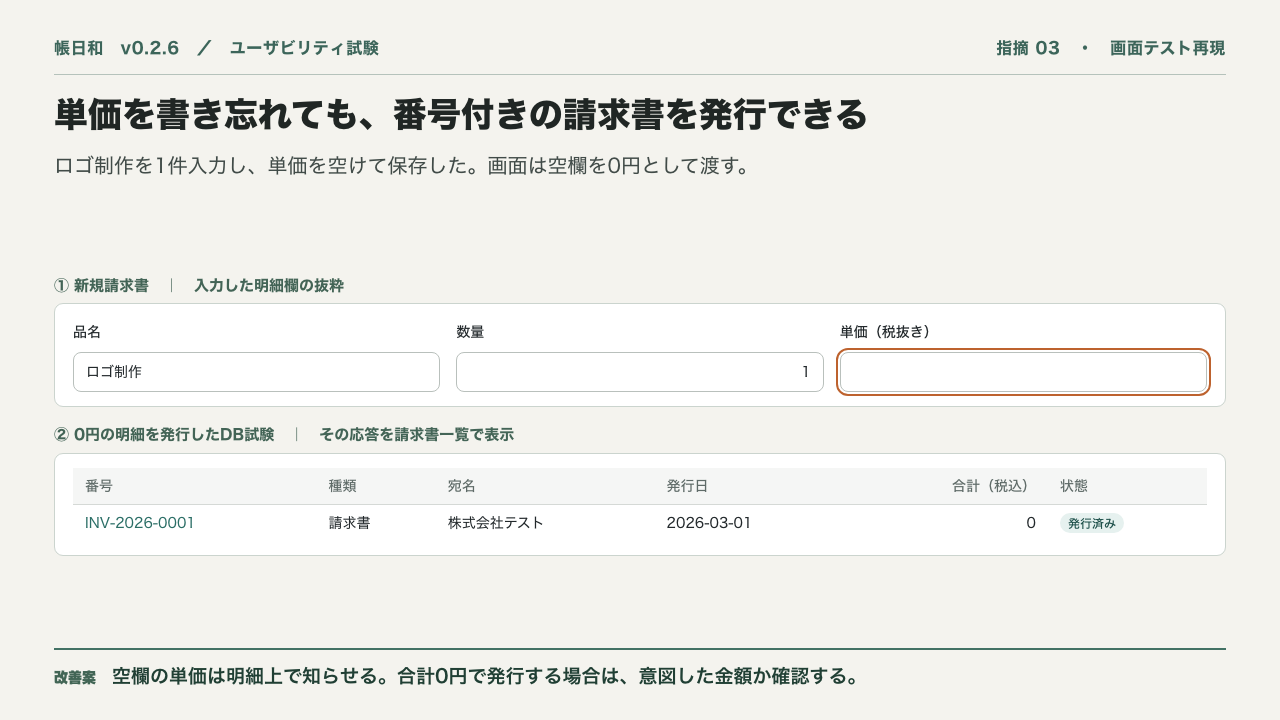 帳日和 v0.2.6 ／ ユーザビリティ試験
指摘 03 ・ 画面テスト再現
単価を書き忘れても、番号付きの請求書を発行できる
ロゴ制作を1件入力し、単価を空けて保存した。画面は空欄を0円として渡す。
① 新規請求書 ｜ 入力した明細欄の抜粋
品名 数量 単価（税抜き）
ロゴ制作 1
② 0円の明細を発行したDB試験 ｜ その応答を請求書一覧で表示
番号 種類 宛名 発行日 合計（税込） 状態
INV-2026-0001 請求書 株式会社テスト 2026-03-01 0 発行済み
改善案 空欄の単価は明細上で知らせる。合計0円で発行する場合は、意図した金額か確認する。